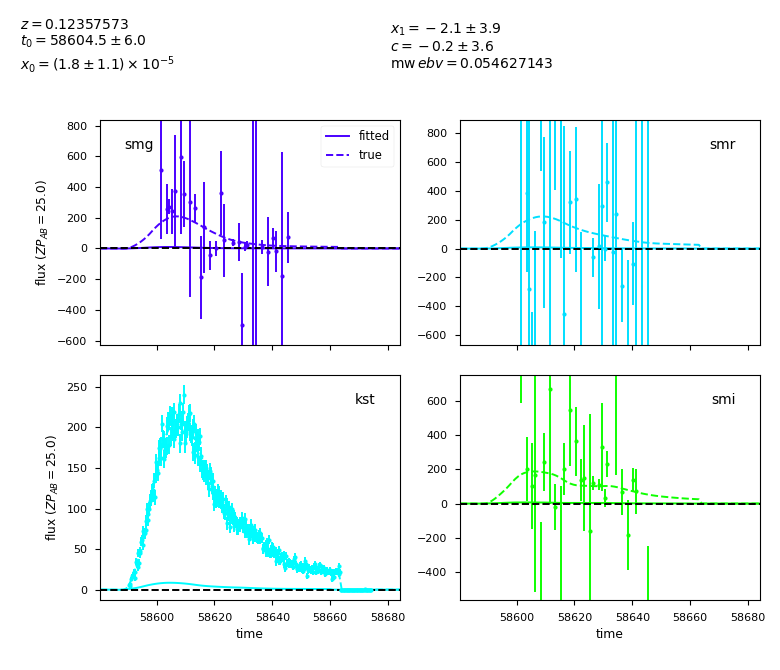 z = 0.12357573
t₀ = 58604.5 ± 6.0
x₀ = (1.8 ± 1.1) × 10⁻⁵
x₁ = −2.1 ± 3.9
c = −0.2 ± 3.6
mw ebv = 0.054627143
smg
fitted
true
800
600
400
200
0
−200
−400
−600
flux (ZP_AB = 25.0)
smr
800
600
400
200
0
−200
−400
−600
kst
250
200
150
100
50
0
flux (ZP_AB = 25.0)
58600 58620 58640 58660 58680
time
smi
600
400
200
0
−200
−400
58600 58620 58640 58660 58680
time